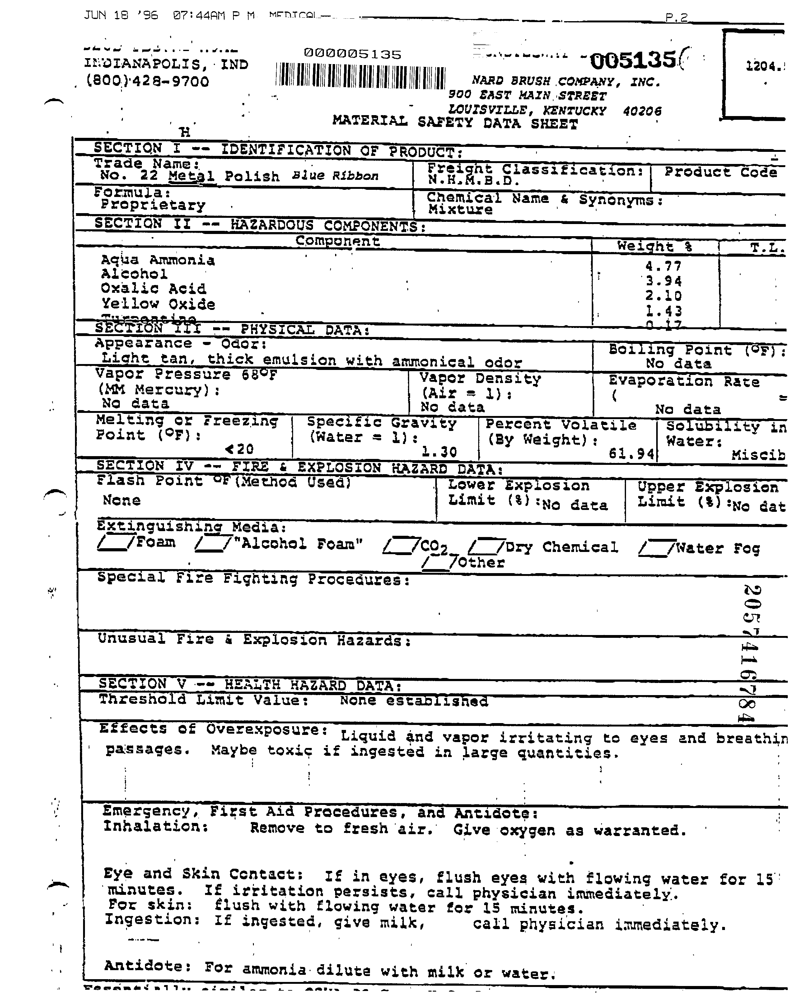 JUN 18 '96 07:44AM P M MEDICAL P.2
INDIANAPOLIS, IND
(800) 428-9700
000005135
005135
1204.
NARD BRUSH COMPANY, INC.
900 EAST MAIN STREET
LOUISVILLE, KENTUCKY 40206
MATERIAL SAFETY DATA SHEET
H
SECTION I -- IDENTIFICATION OF PRODUCT:
Trade Name: Freight Classification: Product Code
No. 22 Metal Polish Blue Ribbon N.H.M.B.D.
Formula: Chemical Name & Synonyms:
Proprietary Mixture
SECTION II -- HAZARDOUS COMPONENTS:
Component Weight % T.L.
Aqua Ammonia 4.77
Alcohol 3.94
Oxalic Acid 2.10
Yellow Oxide 1.43
Turpentine 0.17
SECTION III -- PHYSICAL DATA:
Appearance - Odor: Boiling Point (ºF):
Light tan, thick emulsion with ammonical odor No data
Vapor Pressure 68ºF Vapor Density Evaporation Rate
(MM Mercury): (Air = 1): ( =
No data No data No data
Melting or Freezing Specific Gravity Percent Volatile Solubility in
Point (ºF): (Water = 1): (By Weight): Water:
<20 1.30 61.94 Miscib
SECTION IV -- FIRE & EXPLOSION HAZARD DATA:
Flash Point ºF(Method Used) Lower Explosion Upper Explosion
None Limit (%):No data Limit (%):No dat
Extinguishing Media:
/__/Foam /__/"Alcohol Foam" /__/CO2 /__/Dry Chemical /__/Water Fog
/__/Other
Special Fire Fighting Procedures:
Unusual Fire & Explosion Hazards:
2057416784
SECTION V -- HEALTH HAZARD DATA:
Threshold Limit Value: None established
Effects of Overexposure: Liquid and vapor irritating to eyes and breathin
passages. Maybe toxic if ingested in large quantities.
Emergency, First Aid Procedures, and Antidote:
Inhalation: Remove to fresh air. Give oxygen as warranted.
Eye and Skin Contact: If in eyes, flush eyes with flowing water for 15
minutes. If irritation persists, call physician immediately.
For skin: flush with flowing water for 15 minutes.
Ingestion: If ingested, give milk, call physician immediately.
Antidote: For ammonia dilute with milk or water.